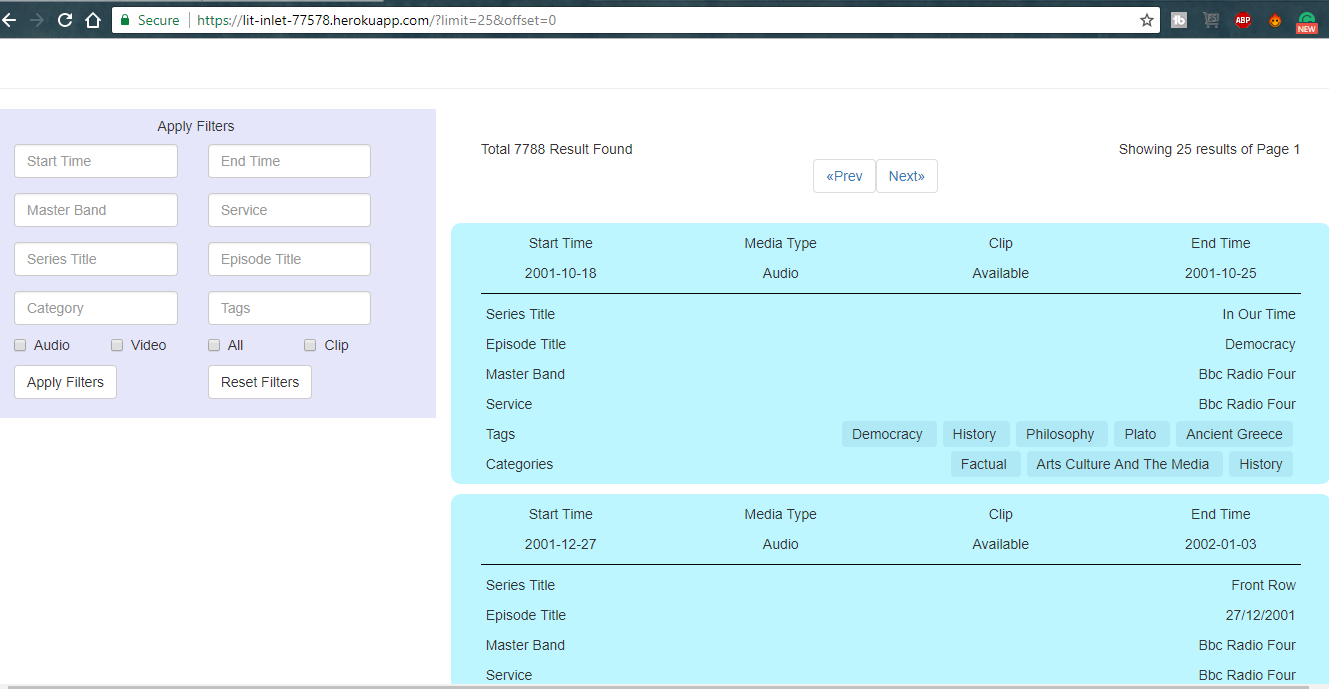 Secure https://lit-inlet-77578.herokuapp.com/?limit=25&offset=0
ABP
NEW
Apply Filters
Start Time End Time
Master Band Service
Series Title Episode Title
Category Tags
Audio Video All Clip
Apply Filters Reset Filters
Total 7788 Result Found Showing 25 results of Page 1
«Prev Next»
Start Time Media Type Clip End Time
2001-10-18 Audio Available 2001-10-25
Series Title In Our Time
Episode Title Democracy
Master Band Bbc Radio Four
Service Bbc Radio Four
Tags Democracy History Philosophy Plato Ancient Greece
Categories Factual Arts Culture And The Media History
Start Time Media Type Clip End Time
2001-12-27 Audio Available 2002-01-03
Series Title Front Row
Episode Title 27/12/2001
Master Band Bbc Radio Four
Service Bbc Radio Four